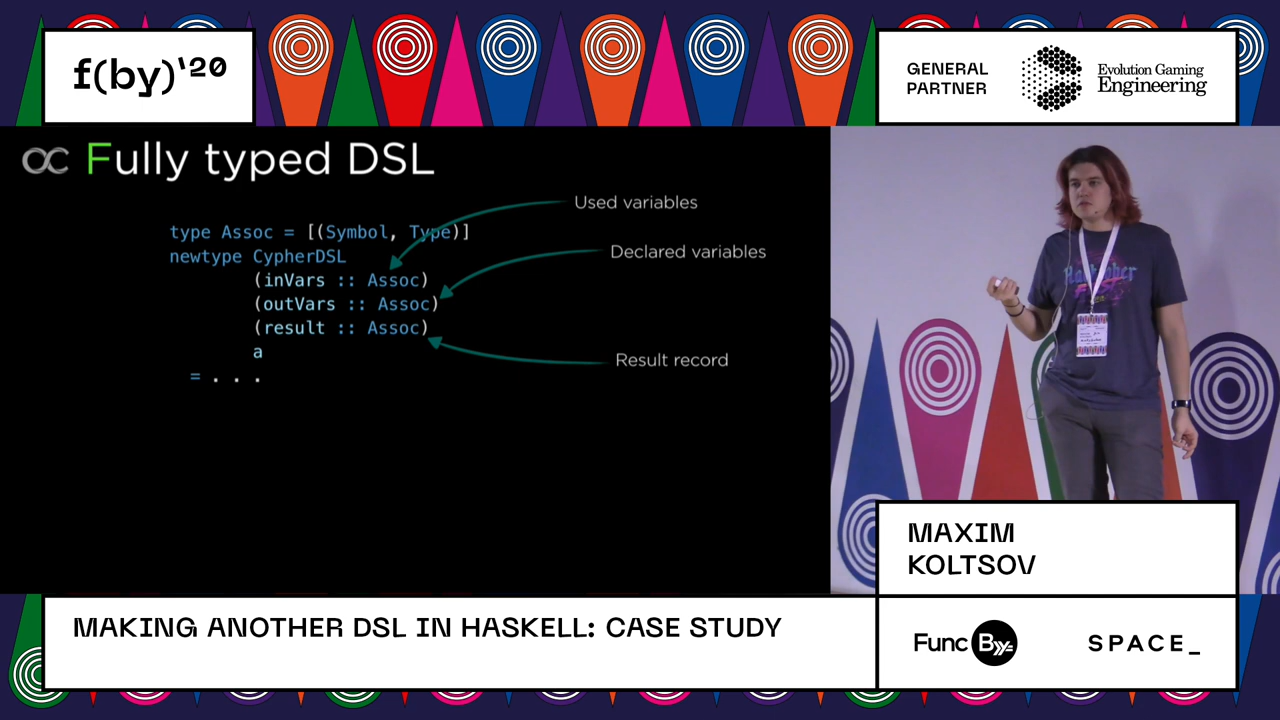 f(by)'20
GENERAL
PARTNER
Evolution Gaming
Engineering
Fully typed DSL
Used variables
type Assoc = [(Symbol, Type)]
newtype CypherDSL
Declared variables
(inVars :: Assoc)
(outVars :: Assoc)
(result :: Assoc)
a
Result record
= . . .
MAXIM
KOLTSOV
MAKING ANOTHER DSL IN HASKELL: CASE STUDY
Func By
SPACE_